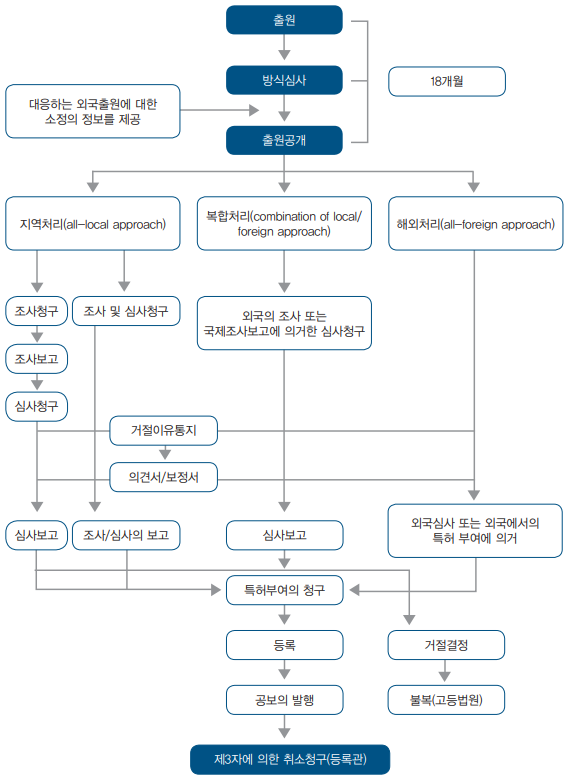 출원
방식심사
18개월
대응하는 외국출원에 대한
소정의 정보를 제공
출원공개
지역처리(all-local approach)
복합처리(combination of local/
foreign approach)
해외처리(all-foreign approach)
조사청구
조사 및 심사청구
외국의 조사 또는
국제조사보고에 의거한 심사청구
조사보고
심사청구
거절이유통지
의견서/보정서
심사보고
조사/심사의 보고
심사보고
외국심사 또는 외국에서의
특허 부여에 의거
특허부여의 청구
등록
거절결정
공보의 발행
불복(고등법원)
제3자에 의한 취소청구(등록관)